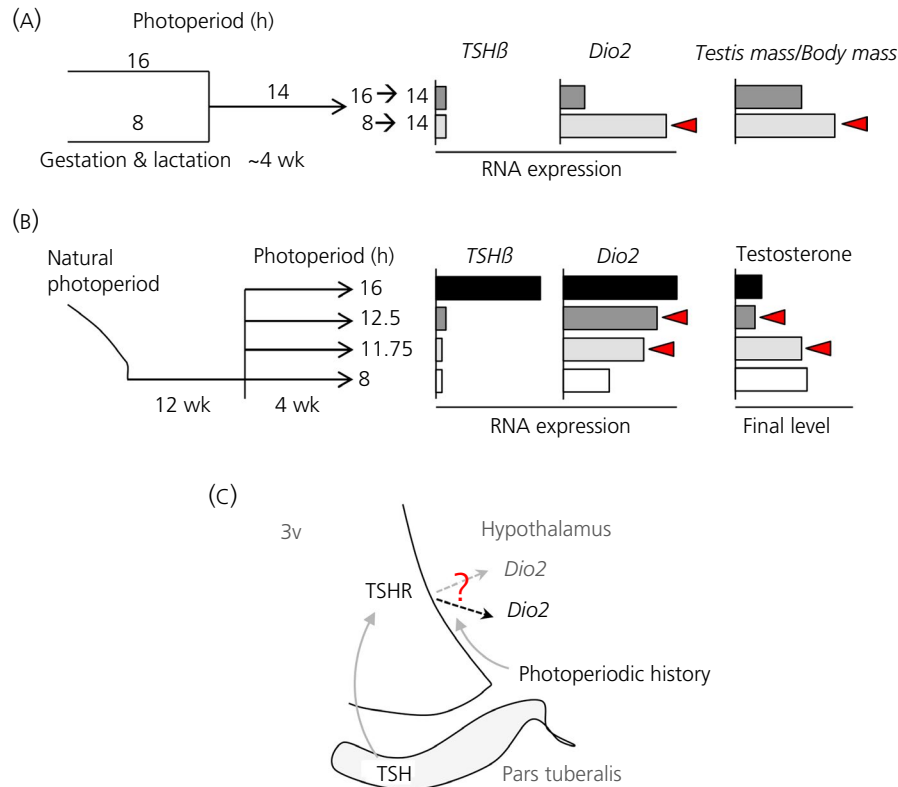 (A)
Photoperiod (h)
TSHß Dio2 Testis mass/Body mass
16
14 16 → 14
8 8 → 14
Gestation & lactation ~4 wk
RNA expression
(B)
Natural photoperiod
Photoperiod (h)
TSHß Dio2 Testosterone
16
12.5
11.75
8
12 wk 4 wk
RNA expression Final level
(C)
3v Hypothalamus
Dio2
TSHR ?
Dio2
Photoperiodic history
TSH Pars tuberalis